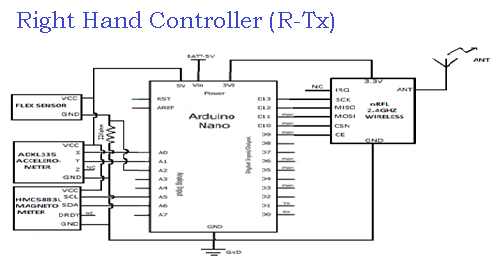 Right Hand Controller (R-Tx)
BATT-5V
ANT
5v Vin 3V3
Power
Arduino
Nano
RST
AREF
A0
A1
A2
A3
A4
A5
A6
A7
Analog Input
Digital Input/Output
D13
D12
D11
D10
D9
D8
D7
D6
D5
D4
D3
D2
D1
D0
PWM
PWM
PWM
PWM
PWM
PWM
TX
RX
GND
GND
VCC
FLEX SENSOR
GND
22ohm
VCC
ADXL335 X
ACCELERO- Y
METER Z NC
GND
VCC
HMC5883L SCL
MAGNETO SDA
METER DRDY NC
GND
3.3V
NC IRQ ANT
SCK nRFL
MISO 2.4GHZ
MOSI WIRELESS
CSN
CE
GND